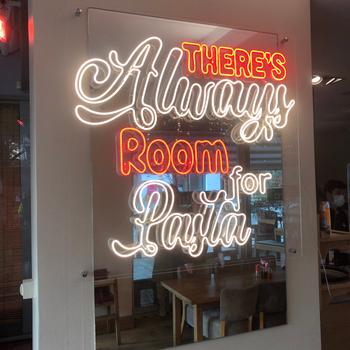 THERE'S
Always
ROOM
for
Pasta